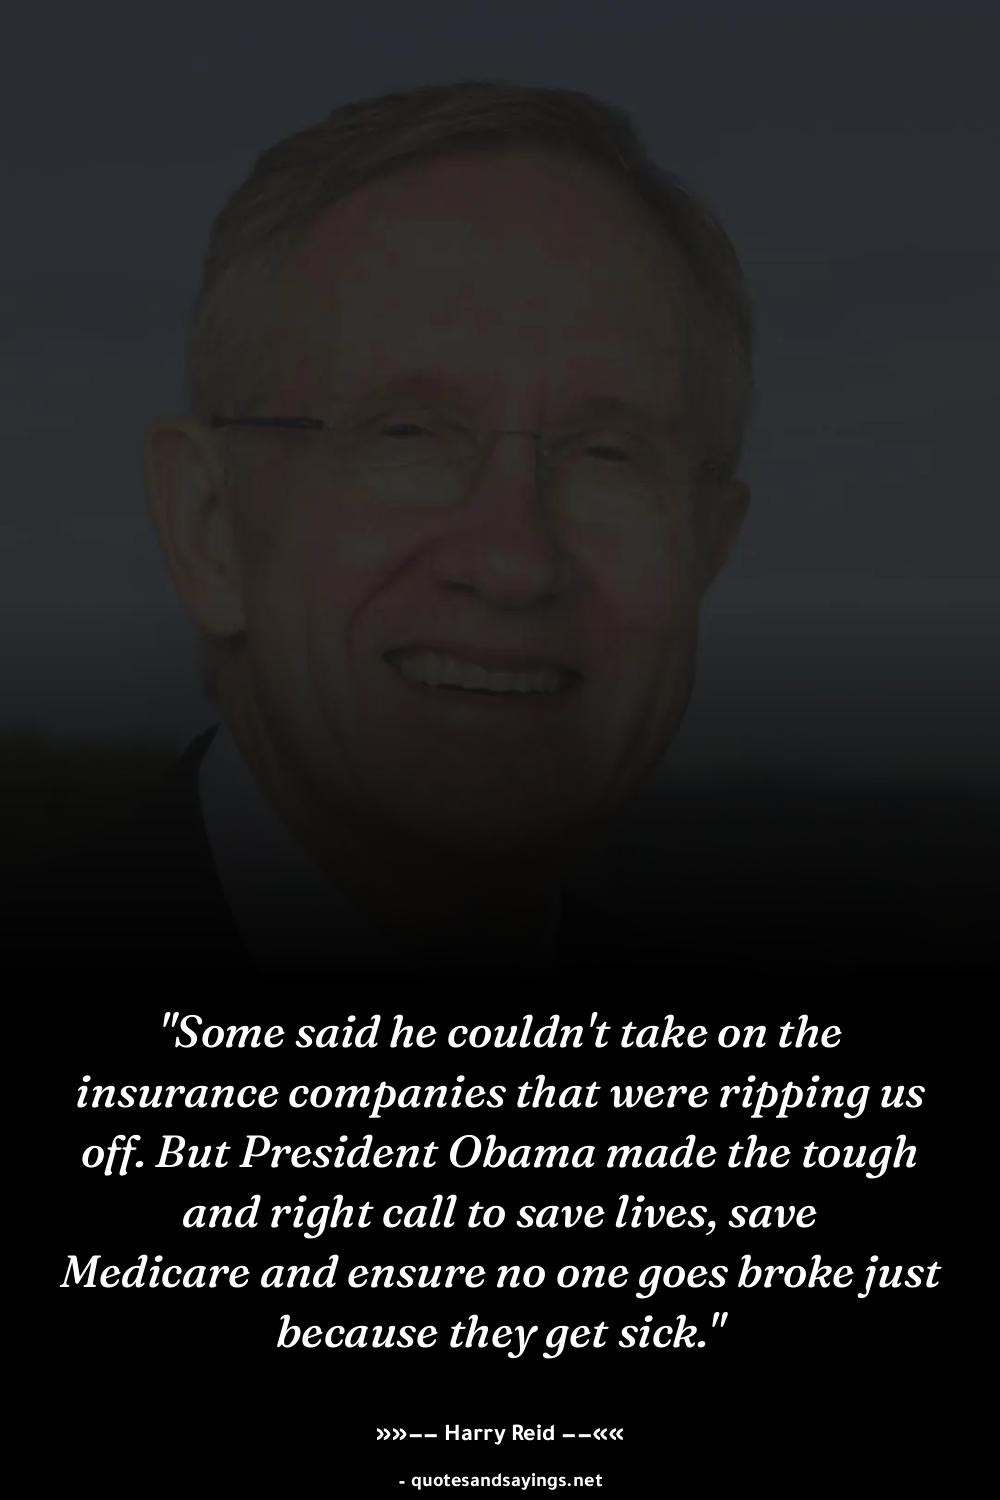 "Some said he couldn't take on the
insurance companies that were ripping us
off. But President Obama made the tough
and right call to save lives, save
Medicare and ensure no one goes broke just
because they get sick."
»»–– Harry Reid ––««
- quotesandsayings.net